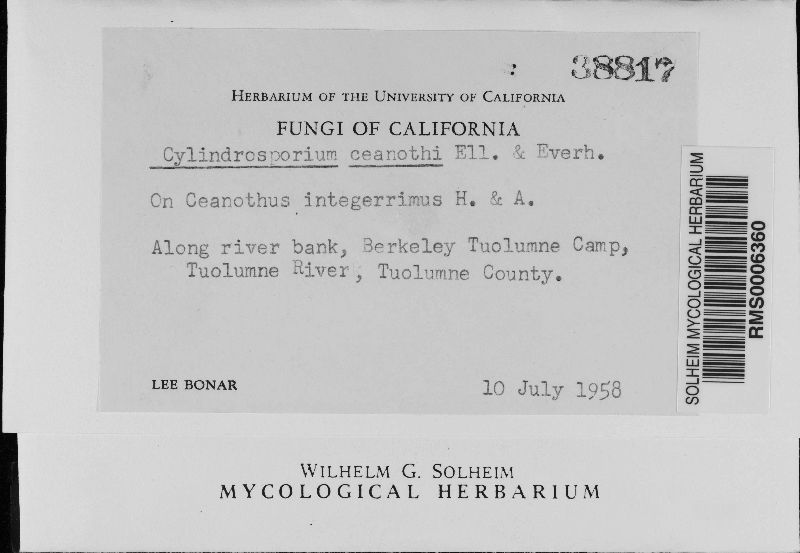 38817
HERBARIUM OF THE UNIVERSITY OF CALIFORNIA
FUNGI OF CALIFORNIA
Cylindrosporium ceanothi Ell. & Everh.
On Ceanothus integerrimus H. & A.
Along river bank, Berkeley Tuolumne Camp,
Tuolumne River, Tuolumne County.
LEE BONAR
10 July 1958
SOLHEIM MYCOLOGICAL HERBARIUM
RMS0006360
WILHELM G. SOLHEIM
MYCOLOGICAL HERBARIUM